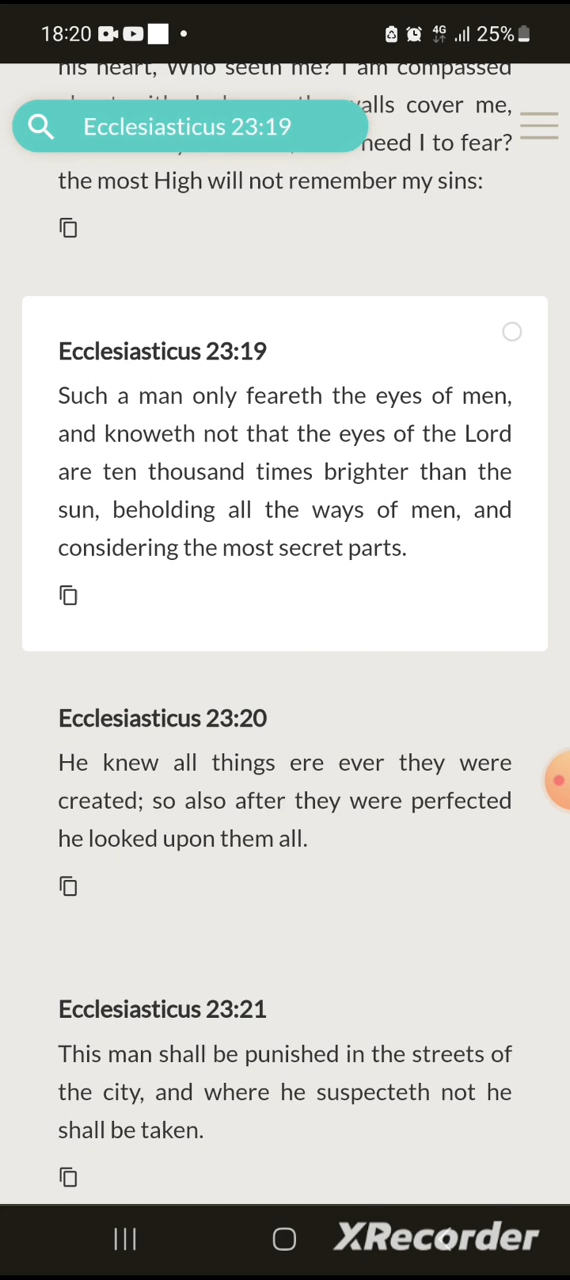 18:20
4G
25%
his heart, Who seeth me? I am compassed
walls cover me,
Ecclesiasticus 23:19
need I to fear?
the most High will not remember my sins:
Ecclesiasticus 23:19
Such a man only feareth the eyes of men,
and knoweth not that the eyes of the Lord
are ten thousand times brighter than the
sun, beholding all the ways of men, and
considering the most secret parts.
Ecclesiasticus 23:20
He knew all things ere ever they were
created; so also after they were perfected
he looked upon them all.
Ecclesiasticus 23:21
This man shall be punished in the streets of
the city, and where he suspecteth not he
shall be taken.
XRecorder